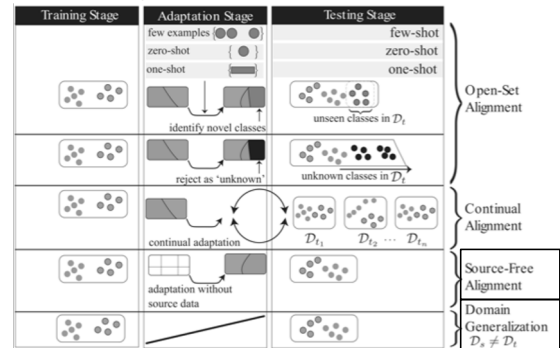 Training Stage
Adaptation Stage
Testing Stage
few examples { }
few-shot
zero-shot { }
zero-shot
one-shot { }
one-shot
identify novel classes
unseen classes in 𝒟ₜ
Open-Set
Alignment
reject as 'unknown'
unknown classes in 𝒟ₜ
continual adaptation
𝒟ₜ₁ 𝒟ₜ₂ ⋯ 𝒟ₜₙ
Continual
Alignment
adaptation without
source data
Source-Free
Alignment
Domain
Generalization
𝒟ₛ ≠ 𝒟ₜ